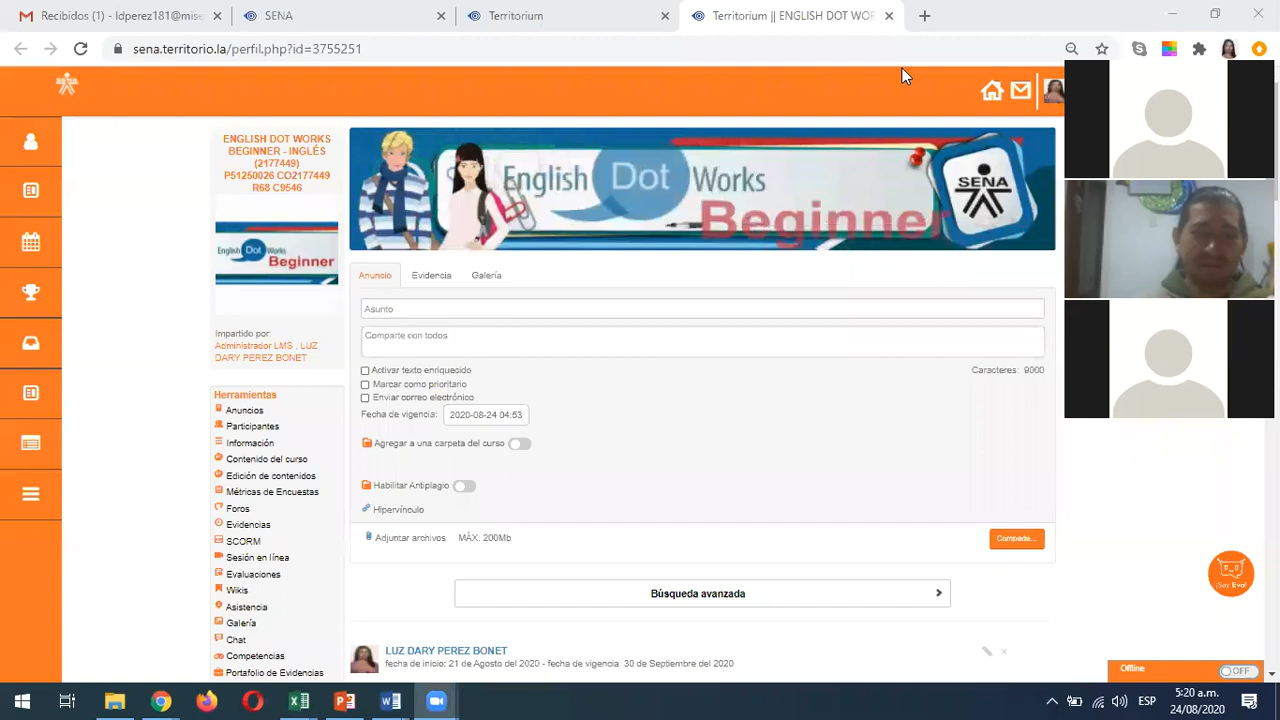 Recibidos (1) - ldperez181@mise
SENA
Territorium
Territorium || ENGLISH DOT WOR
sena.territorio.la/perfil.php?id=3755251
SENA
ENGLISH DOT WORKS
BEGINNER - INGLÉS
(2177449)
P51250026 CO2177449
R68 C9546
English Dot Works
Beginner
SENA
English Dot Works
Beginner
Anuncio
Evidencia
Galería
Asunto
Comparte con todos
Impartido por:
Administrador LMS , LUZ
DARY PEREZ BONET
Activar texto enriquecido
Caracteres: 9000
Marcar como prioritario
Enviar correo electrónico
Fecha de vigencia: 2020-08-24 04:53
Agregar a una carpeta del curso
Habilitar Antiplagio
Hipervínculo
Adjuntar archivos MÁX. 200Mb
Comparte...
Herramientas
Anuncios
Participantes
Información
Contenido del curso
Edición de contenidos
Métricas de Encuestas
Foros
Evidencias
SCORM
Sesión en línea
Evaluaciones
Wikis
Asistencia
Galería
Chat
Competencias
Portafolio de Evidencias
Búsqueda avanzada
¡Soy Eva!
LUZ DARY PEREZ BONET
fecha de inicio: 21 de Agosto del 2020 - fecha de vigencia 30 de Septiembre del 2020
Offline
OFF
ESP
5:20 a.m.
24/08/2020